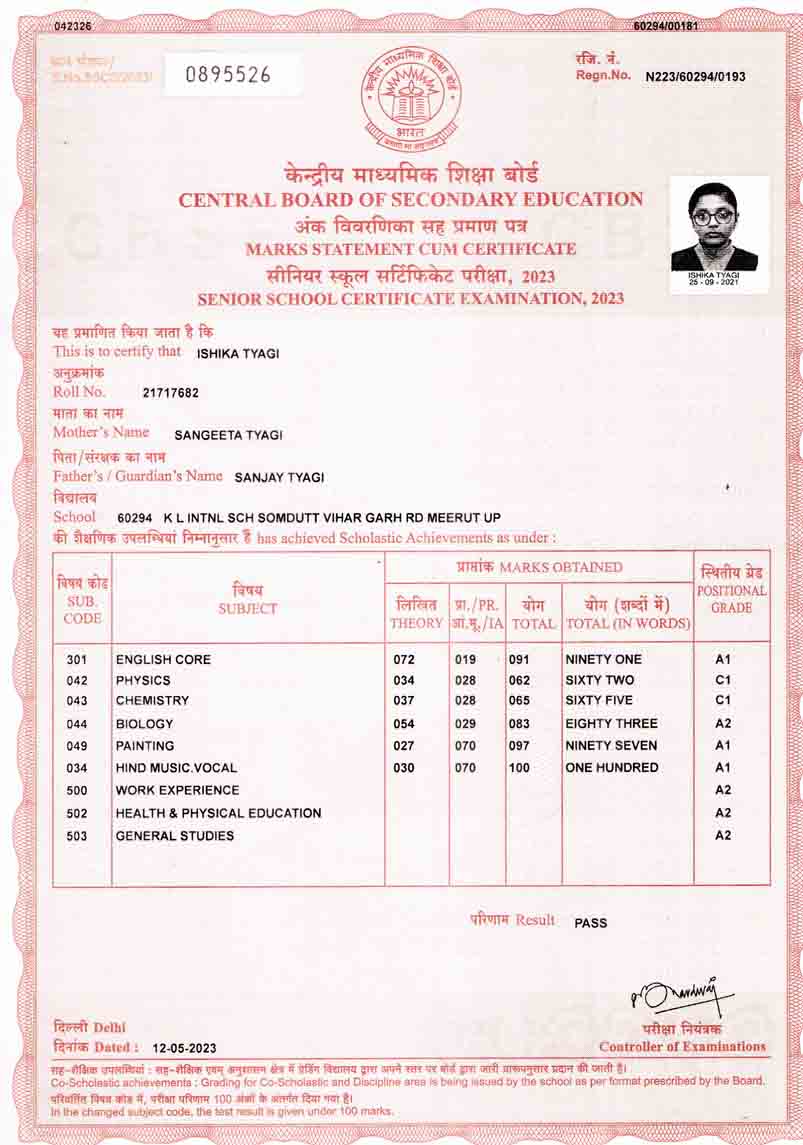 042326 60294/00181
0895526
रजि. नं.
Regn.No. N223/60294/0193
केन्द्रीय माध्यमिक शिक्षा बोर्ड
भारत
केन्द्रीय माध्यमिक शिक्षा बोर्ड
CENTRAL BOARD OF SECONDARY EDUCATION
अंक विवरणिका सह प्रमाण पत्र
MARKS STATEMENT CUM CERTIFICATE
सीनियर स्कूल सर्टिफिकेट परीक्षा, 2023
SENIOR SCHOOL CERTIFICATE EXAMINATION, 2023
ISHIKA TYAGI
25 - 09 - 2021
यह प्रमाणित किया जाता है कि
This is to certify that ISHIKA TYAGI
अनुक्रमांक
Roll No. 21717682
माता का नाम
Mother's Name SANGEETA TYAGI
पिता/संरक्षक का नाम
Father's / Guardian's Name SANJAY TYAGI
विद्यालय
School 60294 K L INTNL SCH SOMDUTT VIHAR GARH RD MEERUT UP
की शैक्षणिक उपलब्धियां निम्नानुसार हैं has achieved Scholastic Achievements as under :
विषय कोड
SUB.
CODE
विषय
SUBJECT
प्राप्तांक MARKS OBTAINED
लिखित
THEORY
प्रा./PR.
आं.मू./IA
योग
TOTAL
योग (शब्दों में)
TOTAL (IN WORDS)
स्थितीय ग्रेड
POSITIONAL
GRADE
301 ENGLISH CORE 072 019 091 NINETY ONE A1
042 PHYSICS 034 028 062 SIXTY TWO C1
043 CHEMISTRY 037 028 065 SIXTY FIVE C1
044 BIOLOGY 054 029 083 EIGHTY THREE A2
049 PAINTING 027 070 097 NINETY SEVEN A1
034 HIND MUSIC.VOCAL 030 070 100 ONE HUNDRED A1
500 WORK EXPERIENCE A2
502 HEALTH & PHYSICAL EDUCATION A2
503 GENERAL STUDIES A2
परिणाम Result PASS
दिल्ली Delhi
दिनांक Dated : 12-05-2023
परीक्षा नियंत्रक
Controller of Examinations
सह-शैक्षिक उपलब्धियां : सह-शैक्षिक एवम् अनुशासन क्षेत्र में ग्रेडिंग विद्यालय द्वारा अपने स्तर पर बोर्ड द्वारा जारी प्रारूपनुसार प्रदान की जाती है।
Co-Scholastic achievements : Grading for Co-Scholastic and Discipline area is being issued by the school as per format prescribed by the Board.
परिवर्तित विषय कोड में, परीक्षा परिणाम 100 अंकों के अंतर्गत दिया गया है।
In the changed subject code, the test result is given under 100 marks.